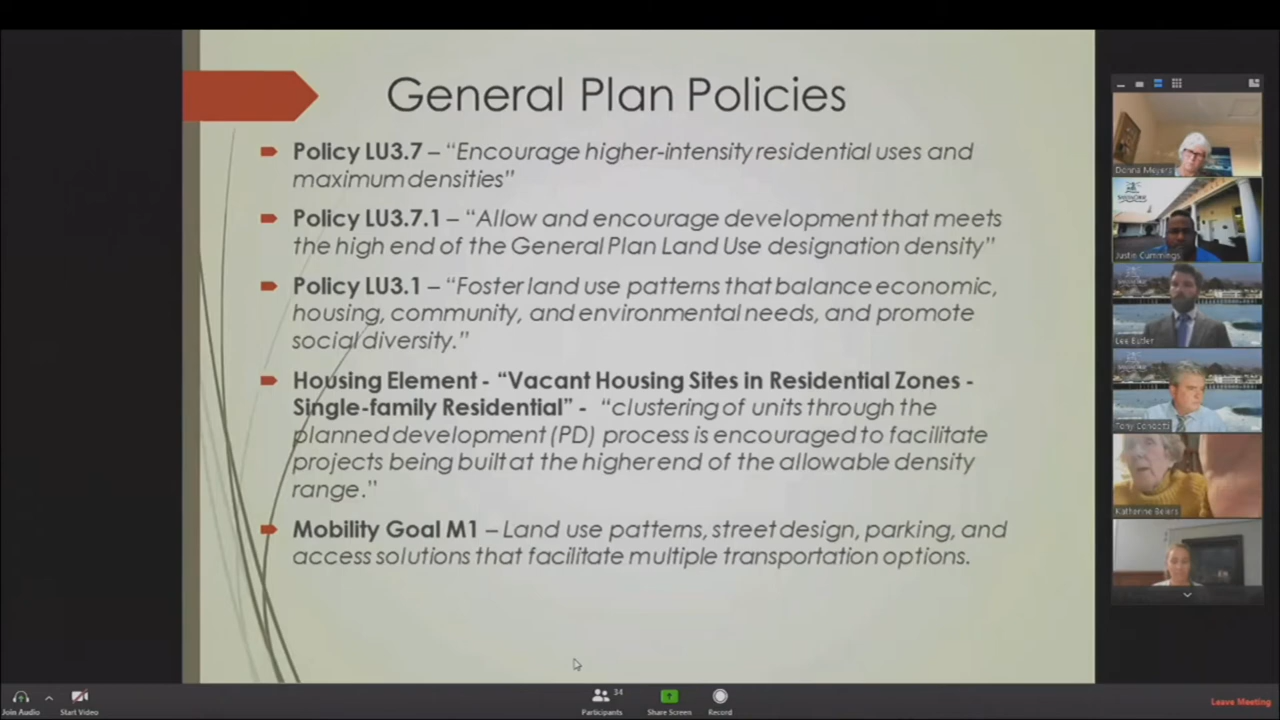 General Plan Policies
Policy LU3.7 – “Encourage higher-intensity residential uses and
maximum densities”
Policy LU3.7.1 – “Allow and encourage development that meets
the high end of the General Plan Land Use designation density”
Policy LU3.1 – “Foster land use patterns that balance economic,
housing, community, and environmental needs, and promote
social diversity.”
Housing Element - “Vacant Housing Sites in Residential Zones -
Single-family Residential” - “clustering of units through the
planned development (PD) process is encouraged to facilitate
projects being built at the higher end of the allowable density
range.”
Mobility Goal M1 – Land use patterns, street design, parking, and
access solutions that facilitate multiple transportation options.
Donna Meyers
Justin Cummings
Lee Butler
Tony Condotti
Katherine Beiers
Join Audio
Start Video
34
Participants
Share Screen
Record
Leave Meeting